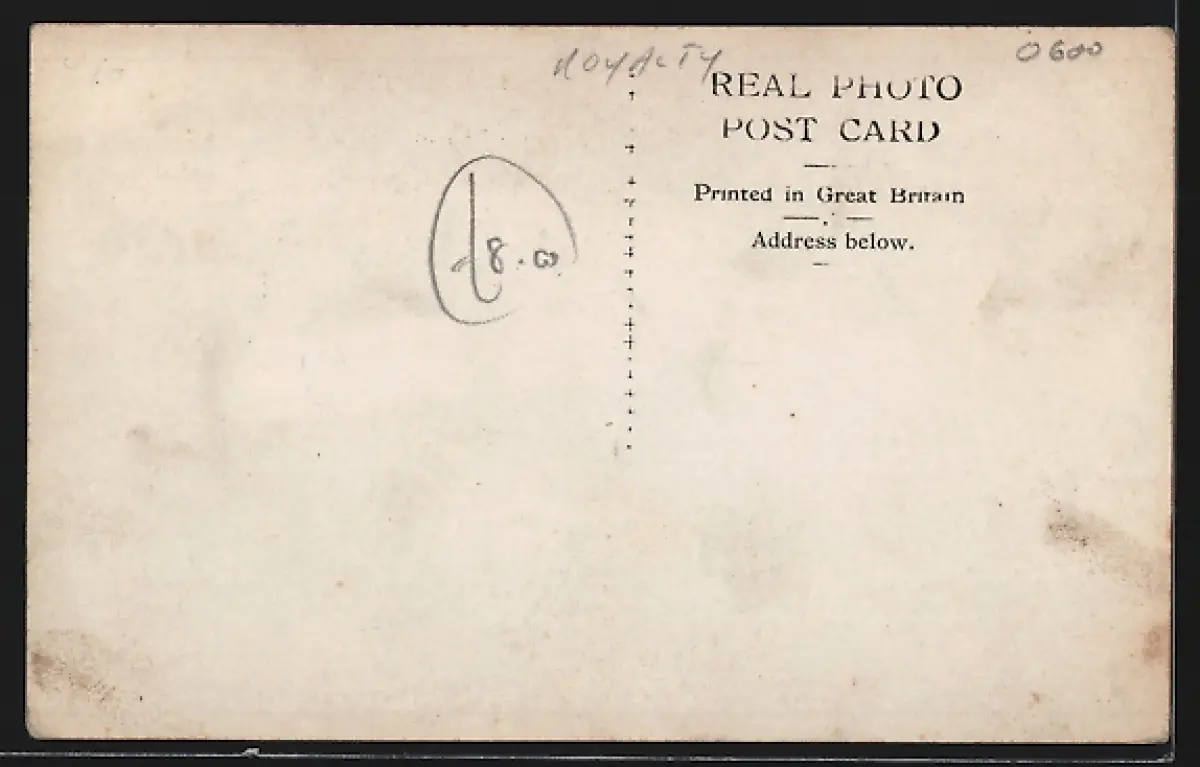 ROYALTY
0600
REAL PHOTO
POST CARD
Printed in Great Britain
Address below.
£8.00